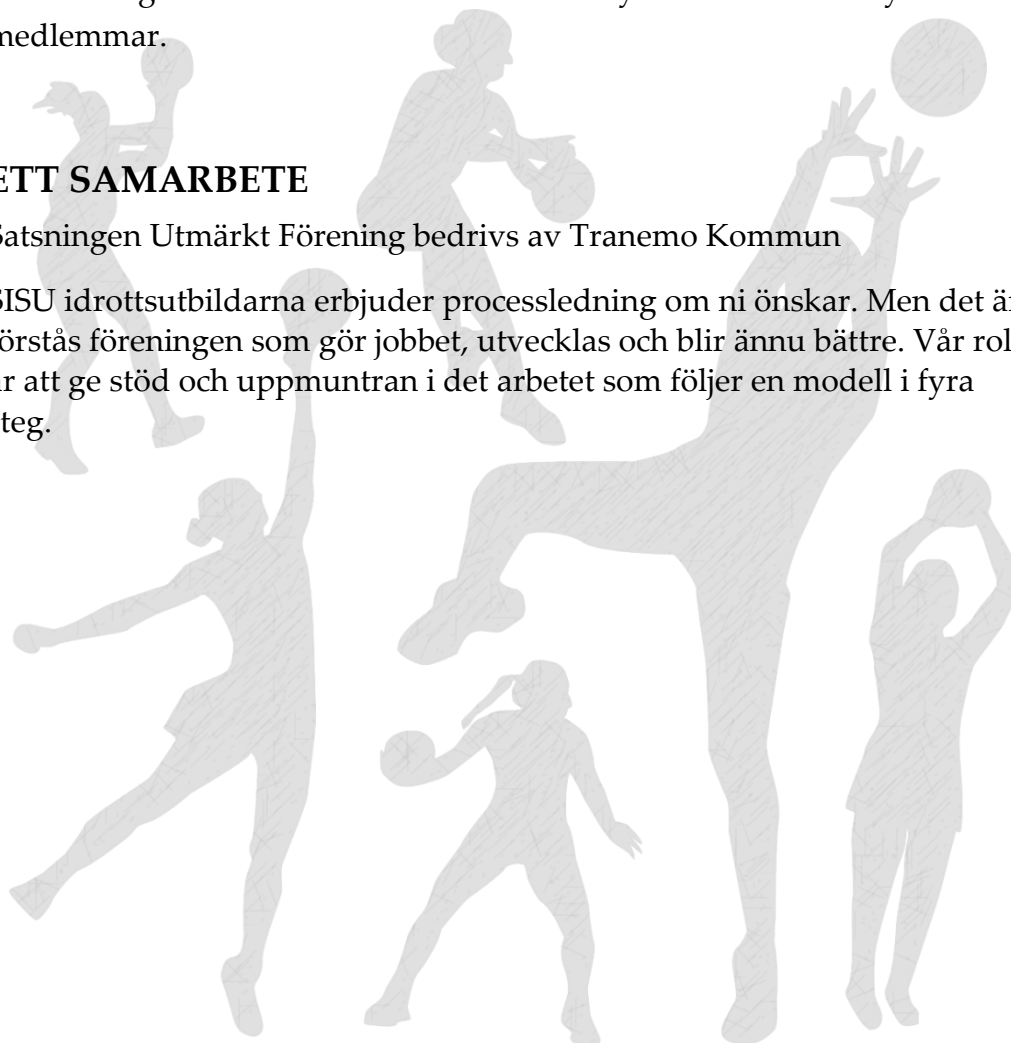 medlemmar.
ETT SAMARBETE
Satsningen Utmärkt Förening bedrivs av Tranemo Kommun
SISU idrottsutbildarna erbjuder processledning om ni önskar. Men det är
förstås föreningen som gör jobbet, utvecklas och blir ännu bättre. Vår roll
är att ge stöd och uppmuntran i det arbetet som följer en modell i fyra
steg.